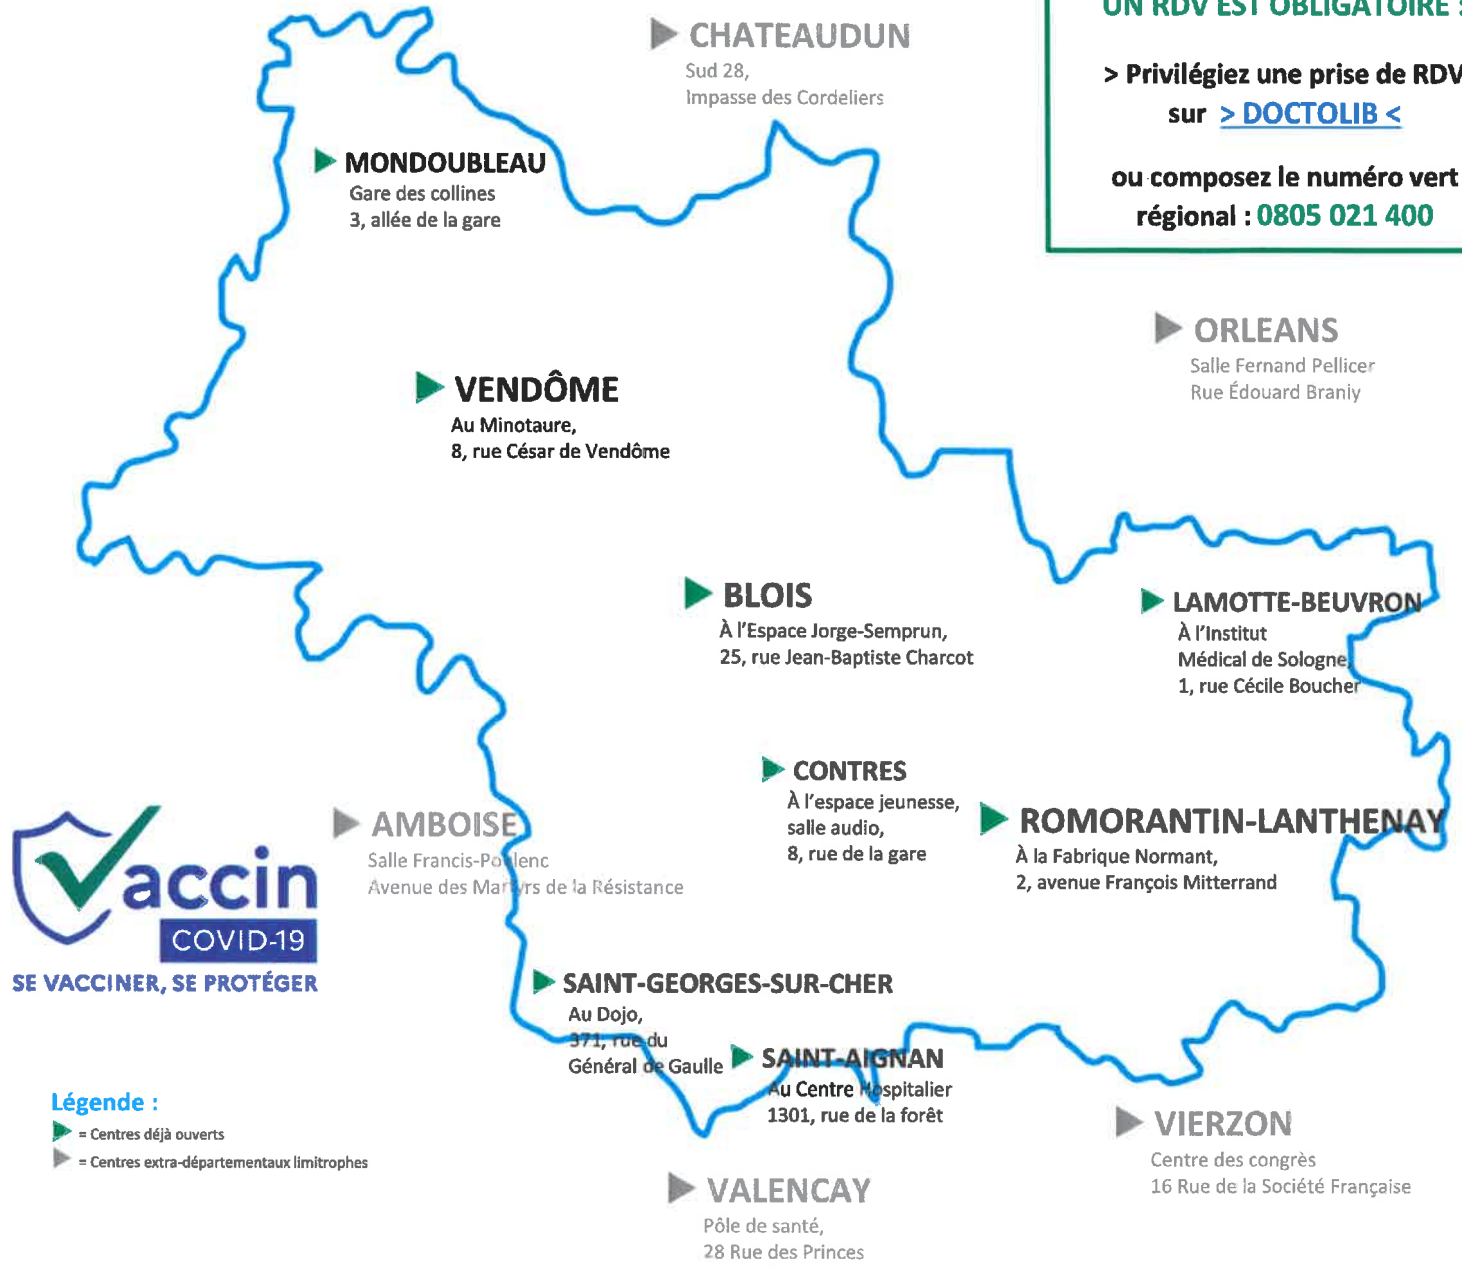 UN RDV EST OBLIGATOIRE :
> Privilégiez une prise de RDV
sur > DOCTOLIB <
ou composez le numéro vert
régional : 0805 021 400
CHATEAUDUN
Sud 28,
Impasse des Cordeliers
MONDOUBLEAU
Gare des collines
3, allée de la gare
ORLEANS
Salle Fernand Pellicer
Rue Édouard Branly
VENDÔME
Au Minotaure,
8, rue César de Vendôme
BLOIS
À l'Espace Jorge-Semprun,
25, rue Jean-Baptiste Charcot
LAMOTTE-BEUVRON
À l'Institut
Médical de Sologne,
1, rue Cécile Boucher
CONTRES
À l'espace jeunesse,
salle audio,
8, rue de la gare
ROMORANTIN-LANTHENAY
À la Fabrique Normant,
2, avenue François Mitterrand
AMBOISE
Salle Francis-Poulenc
Avenue des Martyrs de la Résistance
Vaccin
COVID-19
SE VACCINER, SE PROTÉGER
SAINT-GEORGES-SUR-CHER
Au Dojo,
371, rue du
Général de Gaulle
SAINT-AIGNAN
Au Centre Hospitalier
1301, rue de la forêt
Légende :
= Centres déjà ouverts
= Centres extra-départementaux limitrophes
VIERZON
Centre des congrès
16 Rue de la Société Française
VALENCAY
Pôle de santé,
28 Rue des Princes